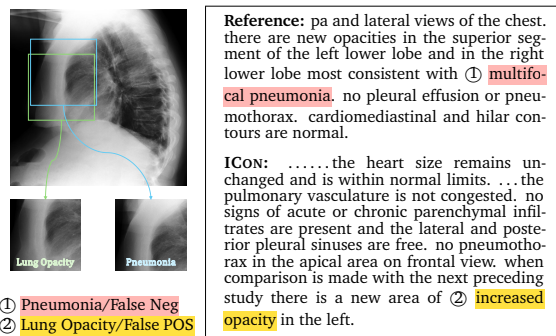 Lung Opacity
Pneumonia
① Pneumonia/False Neg
② Lung Opacity/False POS
Reference: pa and lateral views of the chest.
there are new opacities in the superior seg-
ment of the left lower lobe and in the right
lower lobe most consistent with ① multifo-
cal pneumonia. no pleural effusion or pneu-
mothorax. cardiomediastinal and hilar con-
tours are normal.
ICON: ......the heart size remains un-
changed and is within normal limits. ...the
pulmonary vasculature is not congested. no
signs of acute or chronic parenchymal infil-
trates are present and the lateral and poste-
rior pleural sinuses are free. no pneumotho-
rax in the apical area on frontal view. when
comparison is made with the next preceding
study there is a new area of ② increased
opacity in the left.